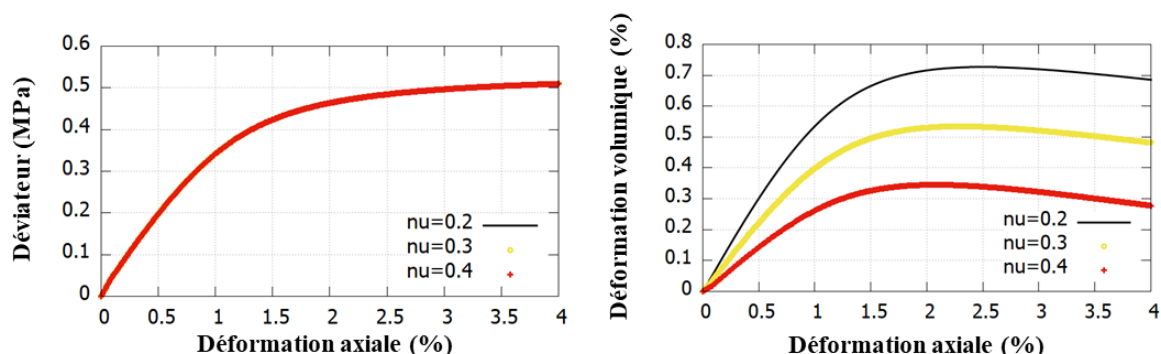 Déviateur (MPa)
0.6
0.5
0.4
0.3
0.2
0.1
0
nu=0.2
nu=0.3
nu=0.4
0 0.5 1 1.5 2 2.5 3 3.5 4
Déformation axiale (%)
Déformation volumique (%)
0.8
0.7
0.6
0.5
0.4
0.3
0.2
0.1
0
nu=0.2
nu=0.3
nu=0.4
0 0.5 1 1.5 2 2.5 3 3.5 4
Déformation axiale (%)